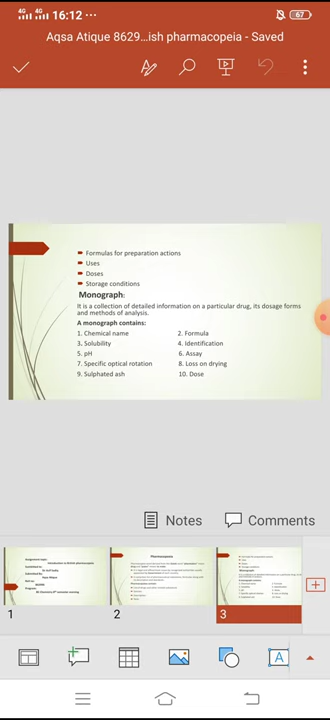 16:12 ...
67
Aqsa Atique 8629...ish pharmacopeia - Saved
Formulas for preparation actions
Uses
Doses
Storage conditions
Monograph:
It is a collection of detailed information on a particular drug, its dosage forms
and methods of analysis.
A monograph contains:
1. Chemical name 2. Formula
3. Solubility 4. Identification
5. pH 6. Assay
7. Specific optical rotation 8. Loss on drying
9. Sulphated ash 10. Dose
Notes Comments
Pharmacopoeia
1 2 3